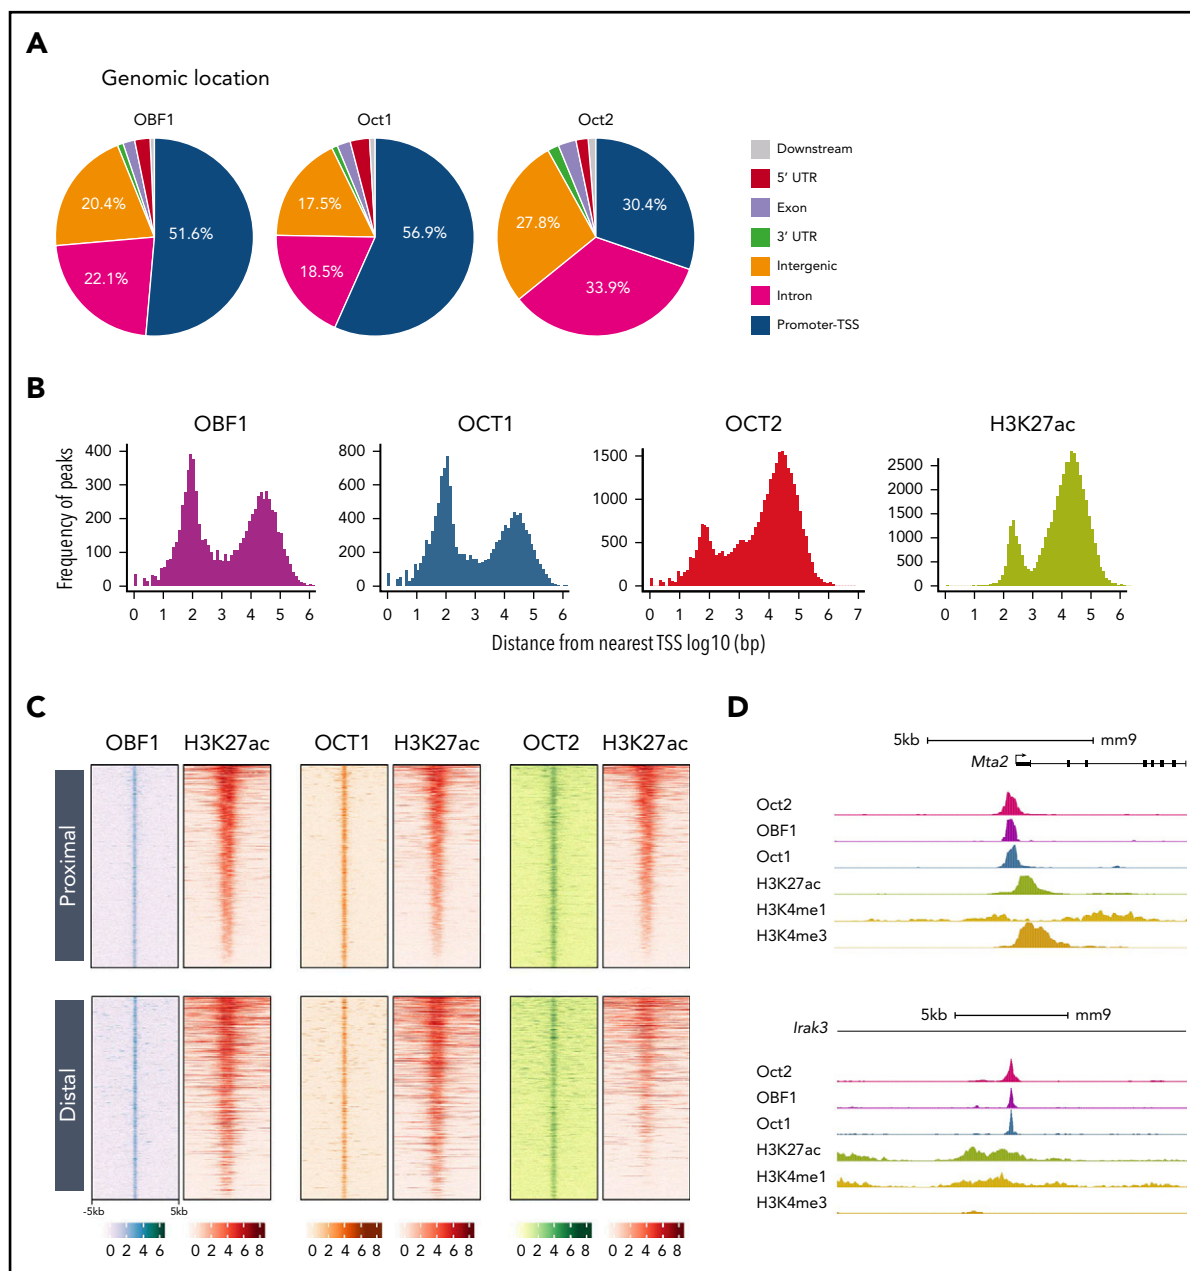 A
Genomic location
OBF1
Oct1
Oct2
20.4%
51.6%
22.1%
17.5%
56.9%
18.5%
27.8%
30.4%
33.9%
Downstream
5' UTR
Exon
3' UTR
Intergenic
Intron
Promoter-TSS
B
OBF1
OCT1
OCT2
H3K27ac
Frequency of peaks
400
300
200
100
0
0 1 2 3 4 5 6
800
600
400
200
0
0 1 2 3 4 5 6
1500
1000
500
0
0 1 2 3 4 5 6 7
2500
2000
1500
1000
500
0
0 1 2 3 4 5 6
Distance from nearest TSS log10 (bp)
C
OBF1 H3K27ac OCT1 H3K27ac OCT2 H3K27ac
Proximal
Distal
-5kb 5kb
0 2 4 6 0 2 4 6 8 0 2 4 6 8 0 2 4 6 8 0 2 4 6 8 0 2 4 6 8
D
5kb mm9
Mta2
Oct2
OBF1
Oct1
H3K27ac
H3K4me1
H3K4me3
5kb mm9
Irak3
Oct2
OBF1
Oct1
H3K27ac
H3K4me1
H3K4me3